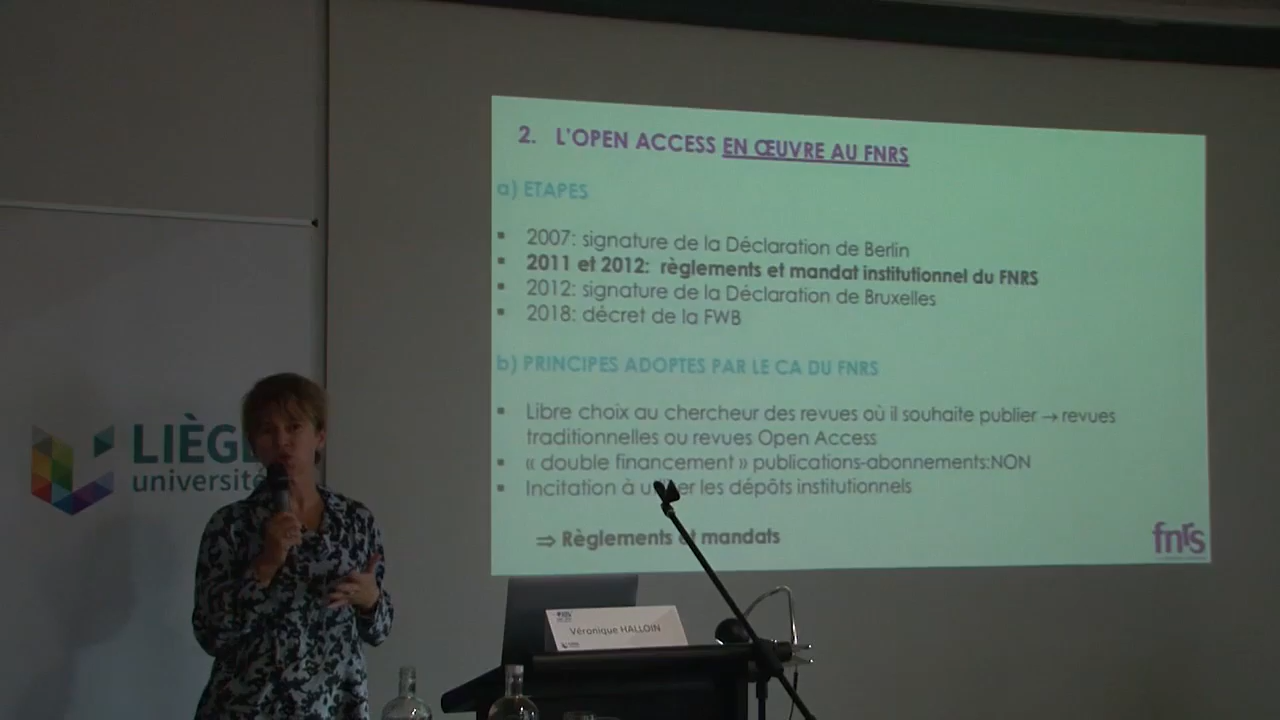 2. L'OPEN ACCESS EN ŒUVRE AU FNRS
a) ETAPES
▪ 2007: signature de la Déclaration de Berlin
▪ 2011 et 2012: règlements et mandat institutionnel du FNRS
▪ 2012: signature de la Déclaration de Bruxelles
▪ 2018: décret de la FWB
b) PRINCIPES ADOPTES PAR LE CA DU FNRS
▪ Libre choix au chercheur des revues où il souhaite publier → revues
traditionnelles ou revues Open Access
▪ « double financement » publications-abonnements:NON
▪ Incitation à utiliser les dépôts institutionnels
⇒ Règlements et mandats
fnrs
LIÈGE
université
Véronique HALLOIN